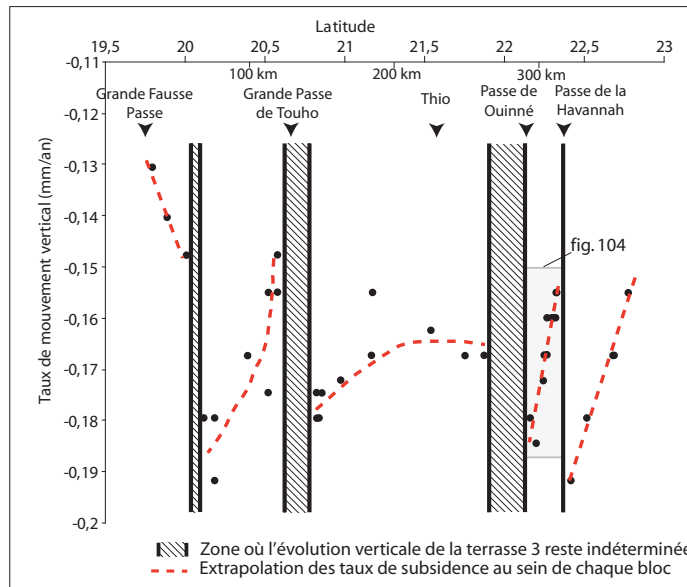 Latitude
19,5 20 20,5 21 21,5 22 22,5 23
100 km 200 km 300 km
Grande Fausse
Passe
Grande Passe
de Touho
Thio
Passe de
Ouinné
Passe de la
Havannah
Taux de mouvement vertical (mm/an)
-0,11
-0,12
-0,13
-0,14
-0,15
-0,16
-0,17
-0,18
-0,19
-0,2
fig. 104
Zone où l'évolution verticale de la terrasse 3 reste indéterminée
Extrapolation des taux de subsidence au sein de chaque bloc